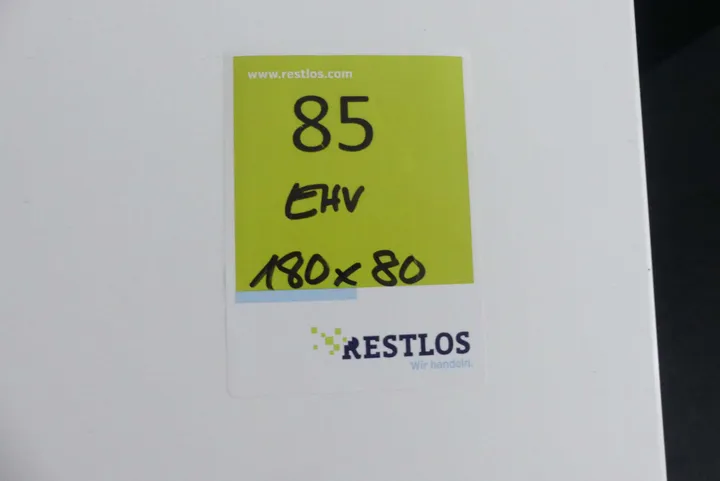 www.restlos.com
85
EHV
180x80
RESTLOS
Wir handeln.